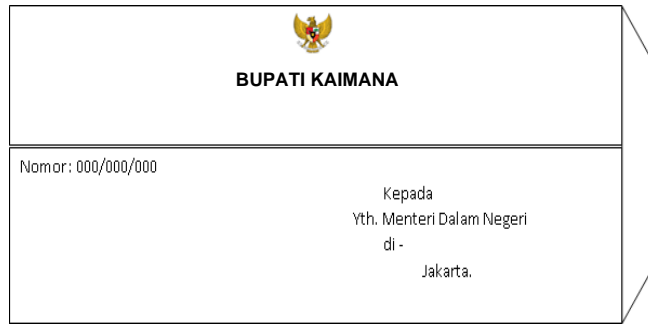 BUPATI KAIMANA
Nomor: 000/000/000
Kepada
Yth. Menteri Dalam Negeri
di -
Jakarta.